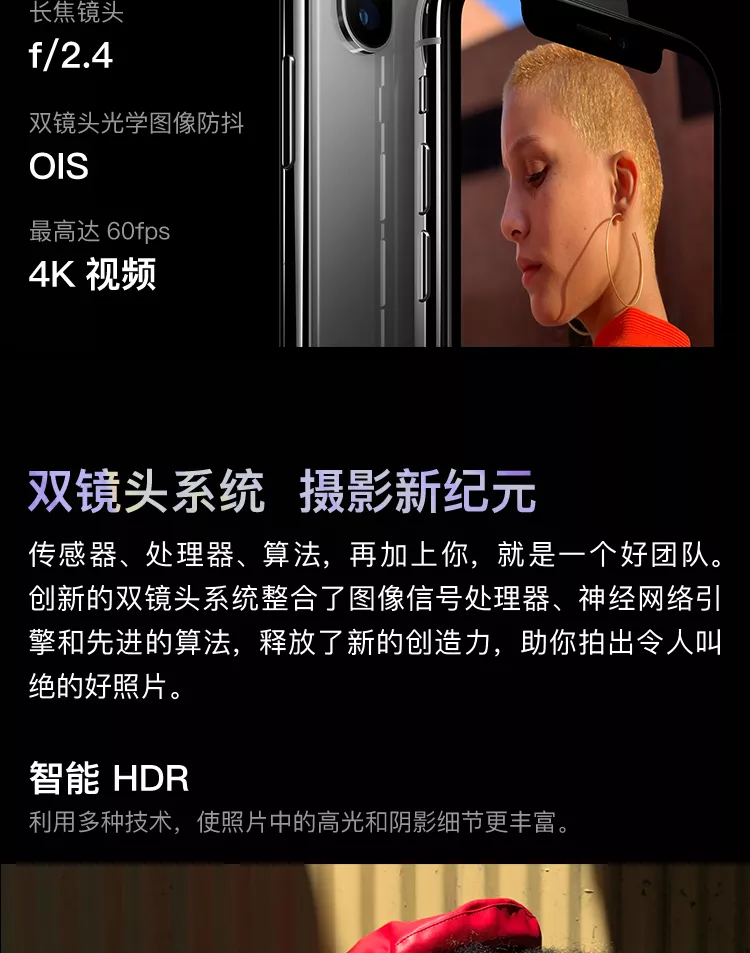 长焦镜头
f/2.4
双镜头光学图像防抖
OIS
最高达 60fps
4K 视频
双镜头系统 摄影新纪元
传感器、处理器、算法，再加上你，就是一个好团队。
创新的双镜头系统整合了图像信号处理器、神经网络引
擎和先进的算法，释放了新的创造力，助你拍出令人叫
绝的好照片。
智能 HDR
利用多种技术，使照片中的高光和阴影细节更丰富。